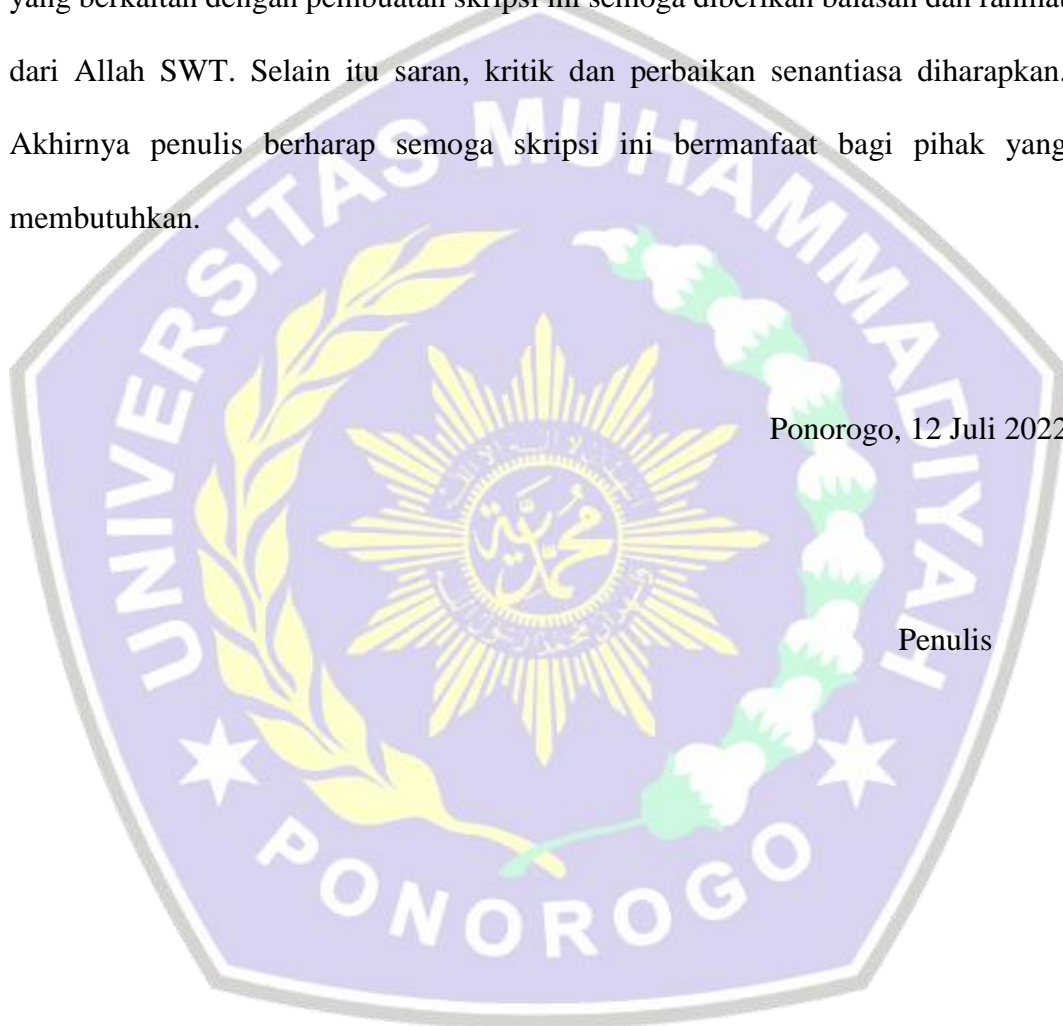 yang berkaitan dengan pembuatan skripsi ini semoga diberikan balasan dan rahmat
dari Allah SWT. Selain itu saran, kritik dan perbaikan senantiasa diharapkan.
Akhirnya penulis berharap semoga skripsi ini bermanfaat bagi pihak yang
membutuhkan.
Ponorogo, 12 Juli 2022
Penulis
UNIVERSITAS MUHAMMADIYAH
PONOROGO
محمدية